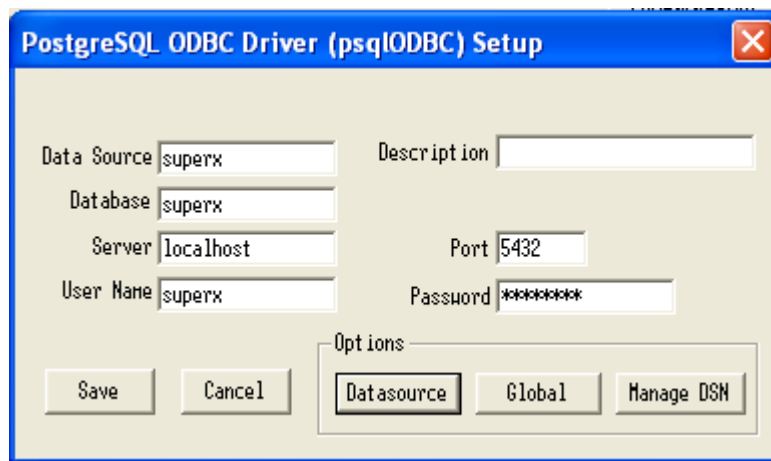 PostgreSQL ODBC Driver (psqlODBC) Setup
Data Source superx Description
Database superx
Server localhost Port 5432
User Name superx Password ********
Options
Save Cancel Datasource Global Manage DSN